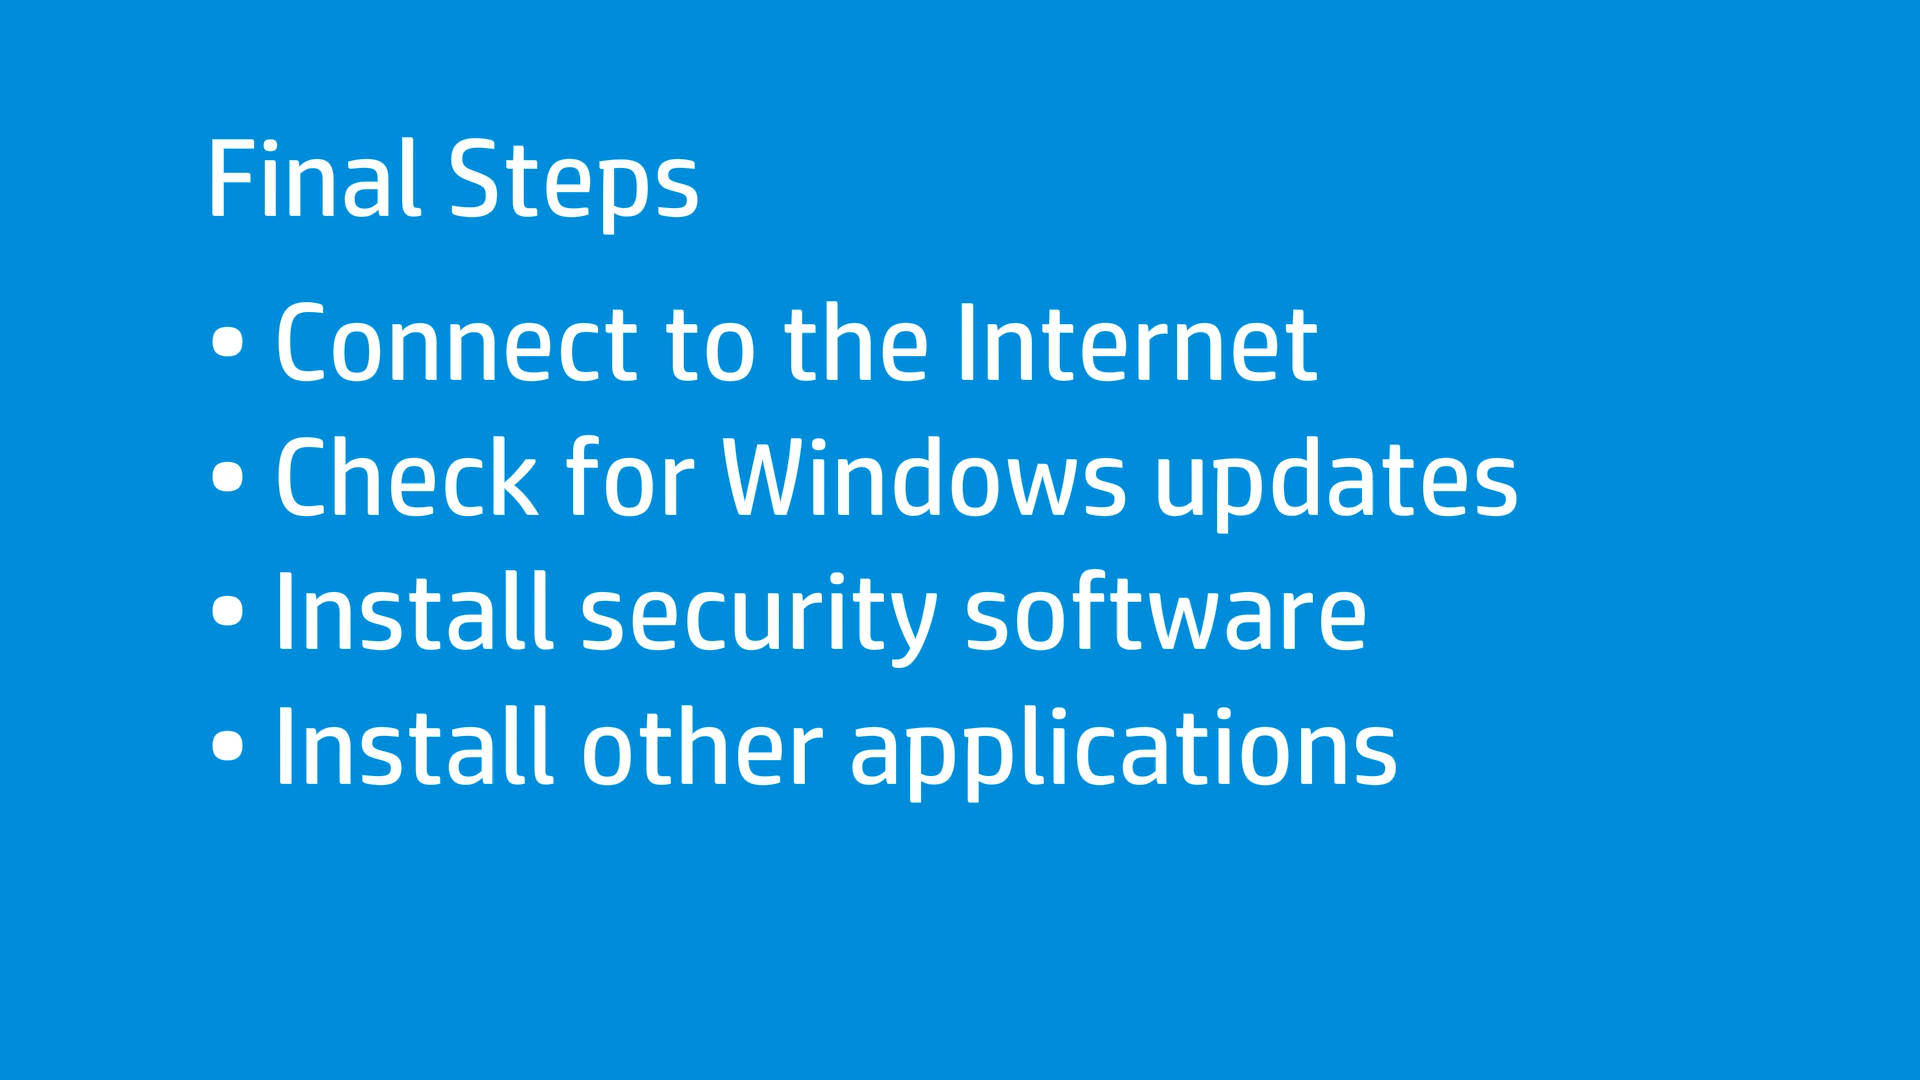 Final Steps
• Connect to the Internet
• Check for Windows updates
• Install security software
• Install other applications